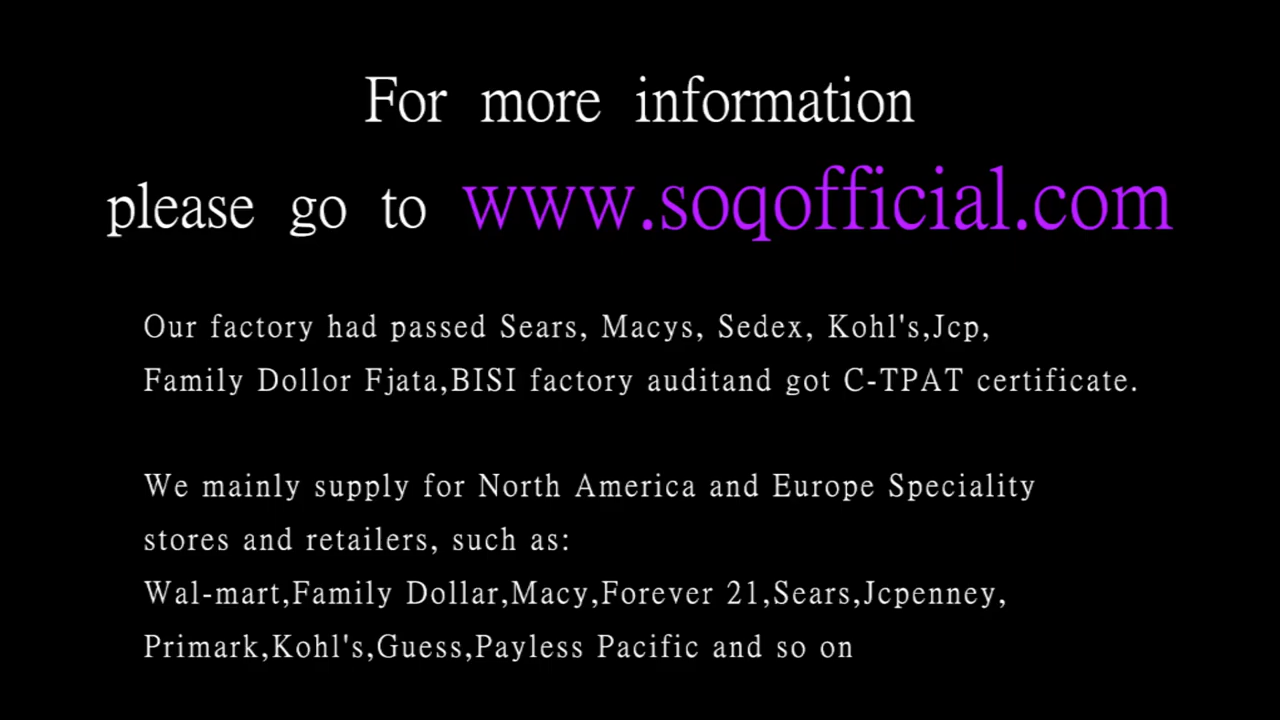 For more information
please go to www.soqofficial.com
Our factory had passed Sears, Macys, Sedex, Kohl's,Jcp,
Family Dollor Fjata,BISI factory auditand got C-TPAT certificate.
We mainly supply for North America and Europe Speciality
stores and retailers, such as:
Wal-mart,Family Dollar,Macy,Forever 21,Sears,Jcpenney,
Primark,Kohl's,Guess,Payless Pacific and so on